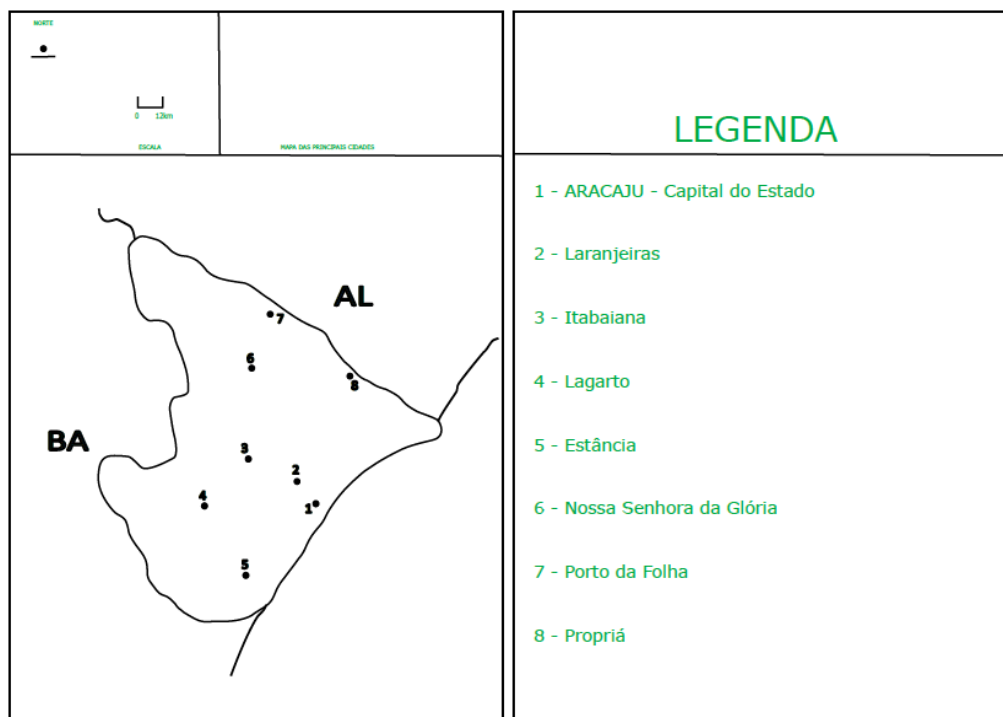 NORTE
0 12km
ESCALA
MAPA DAS PRINCIPAIS CIDADES
AL
7
6
8
BA
3
2
4
1
5
LEGENDA
1 - ARACAJU - Capital do Estado
2 - Laranjeiras
3 - Itabaiana
4 - Lagarto
5 - Estância
6 - Nossa Senhora da Glória
7 - Porto da Folha
8 - Propriá